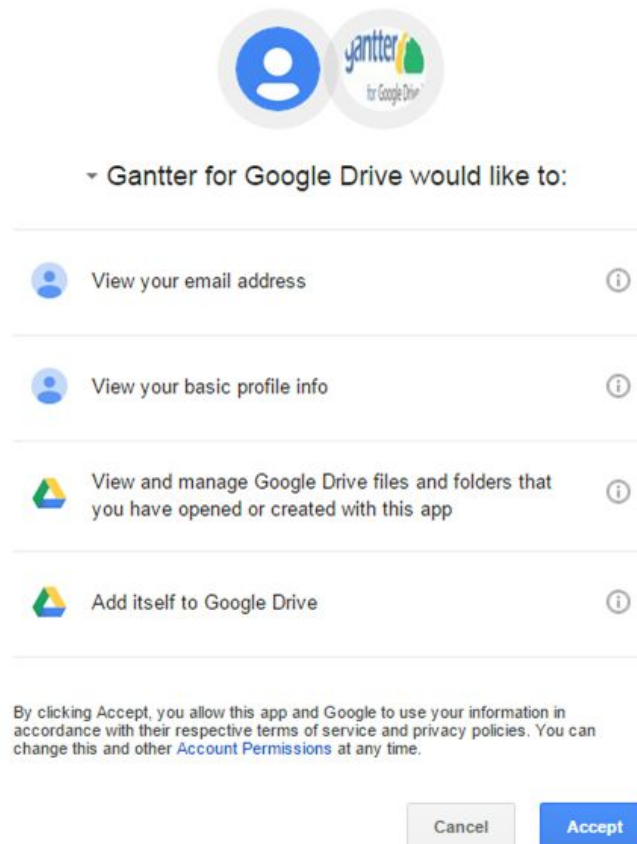 gantter
for Google Drive
Gantter for Google Drive would like to:
View your email address
View your basic profile info
View and manage Google Drive files and folders that
you have opened or created with this app
Add itself to Google Drive
By clicking Accept, you allow this app and Google to use your information in
accordance with their respective terms of service and privacy policies. You can
change this and other Account Permissions at any time.
Cancel
Accept